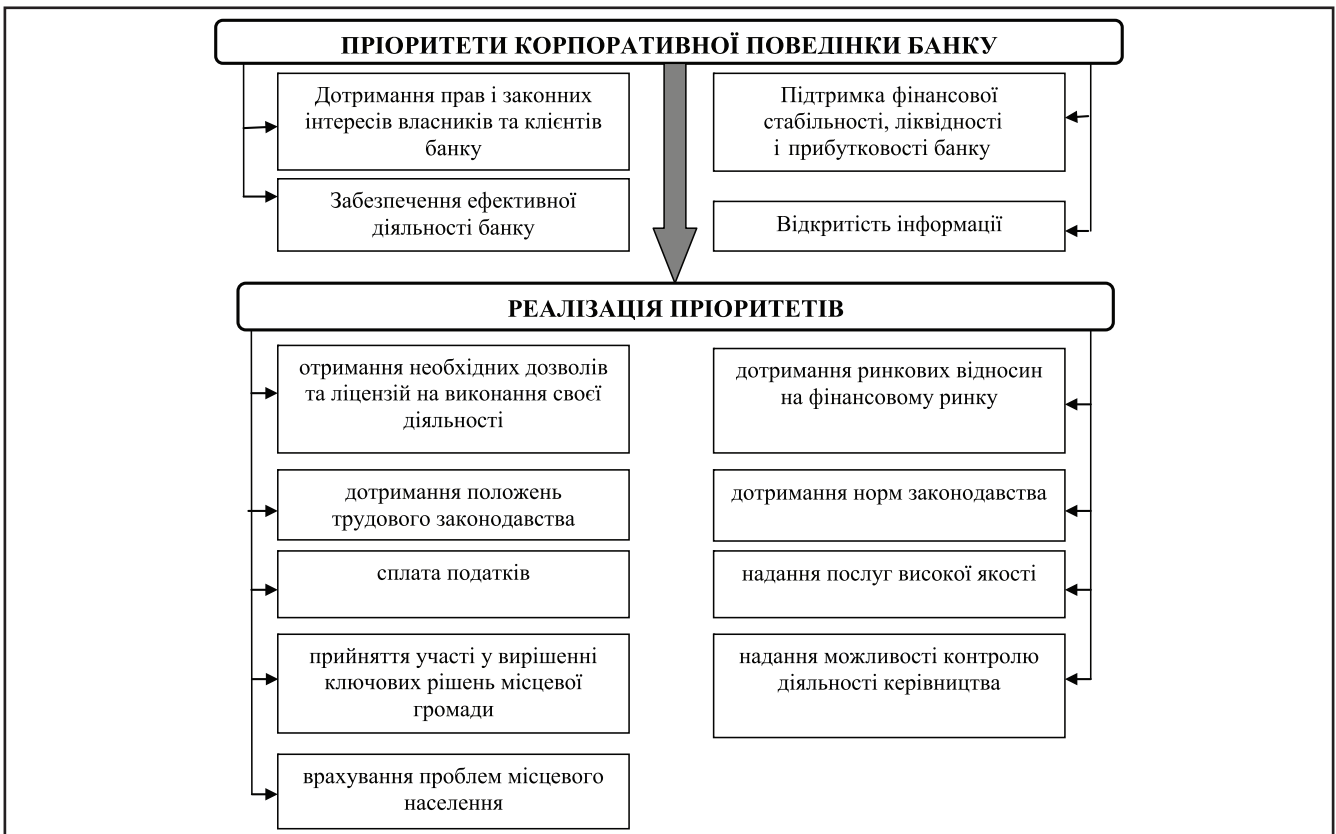 ПРІОРИТЕТИ КОРПОРАТИВНОЇ ПОВЕДІНКИ БАНКУ
Дотримання прав і законних
інтересів власників та клієнтів
банку
Забезпечення ефективної
діяльності банку
Підтримка фінансової
стабільності, ліквідності
і прибутковості банку
Відкритість інформації
РЕАЛІЗАЦІЯ ПРІОРИТЕТІВ
отримання необхідних дозволів
та ліцензій на виконання своєї
діяльності
дотримання положень
трудового законодавства
сплата податків
прийняття участі у вирішенні
ключових рішень місцевої
громади
врахування проблем місцевого
населення
дотримання ринкових відносин
на фінансовому ринку
дотримання норм законодавства
надання послуг високої якості
надання можливості контролю
діяльності керівництва